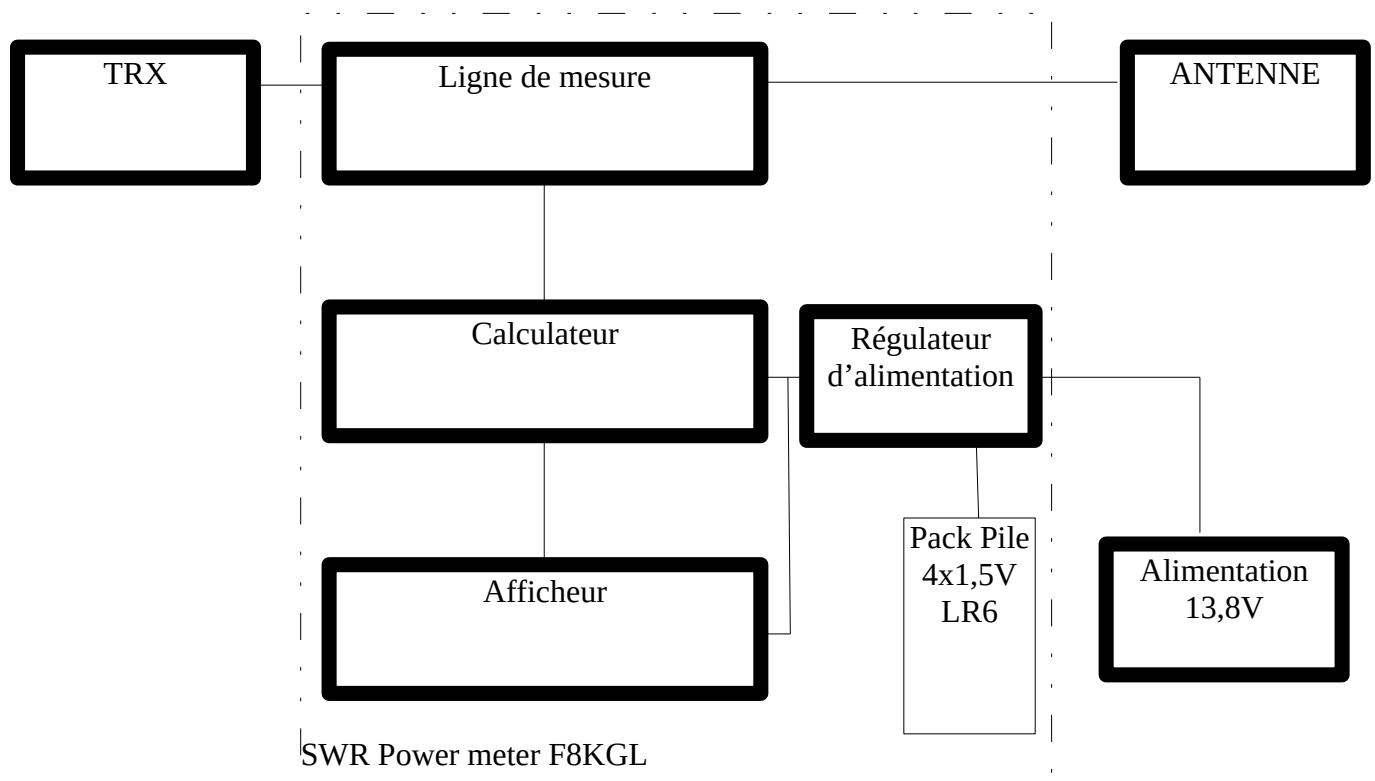 TRX
Ligne de mesure
ANTENNE
Calculateur
Régulateur
d’alimentation
Pack Pile
4x1,5V
LR6
Alimentation
13,8V
Afficheur
SWR Power meter F8KGL